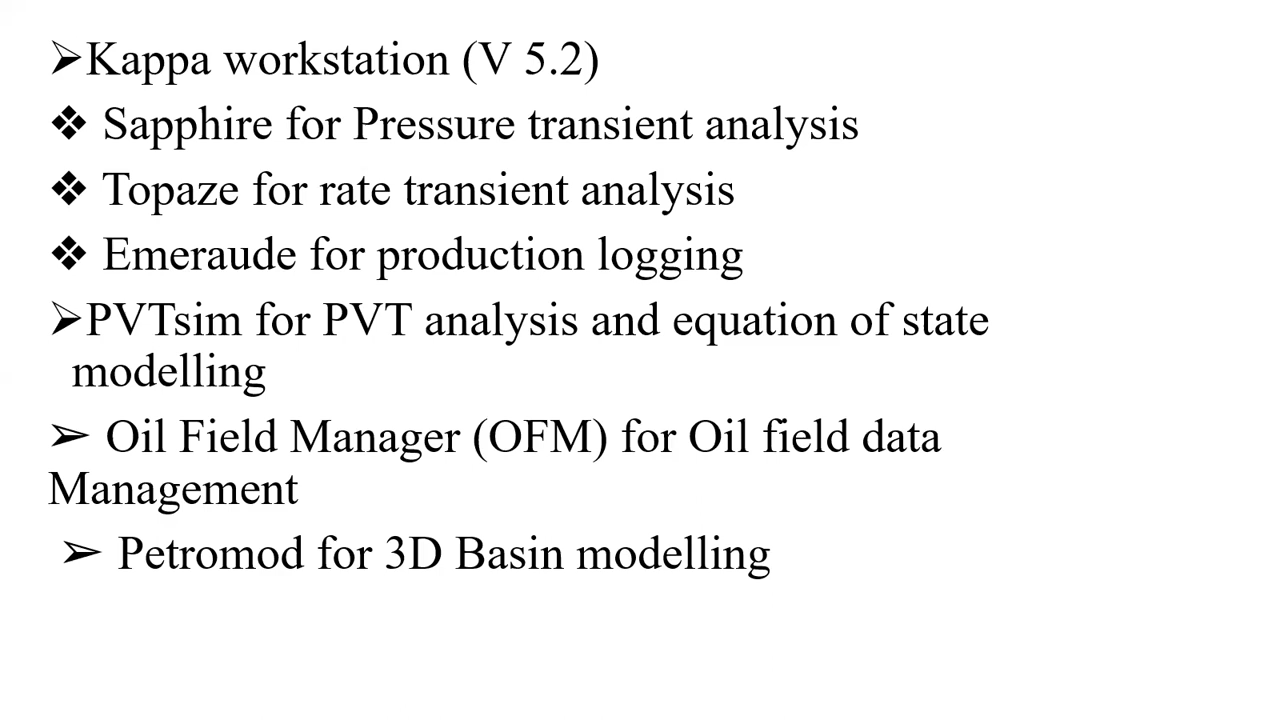 ➢Kappa workstation (V 5.2)
❖ Sapphire for Pressure transient analysis
❖ Topaze for rate transient analysis
❖ Emeraude for production logging
➢PVTsim for PVT analysis and equation of state
modelling
➢ Oil Field Manager (OFM) for Oil field data
Management
➢ Petromod for 3D Basin modelling